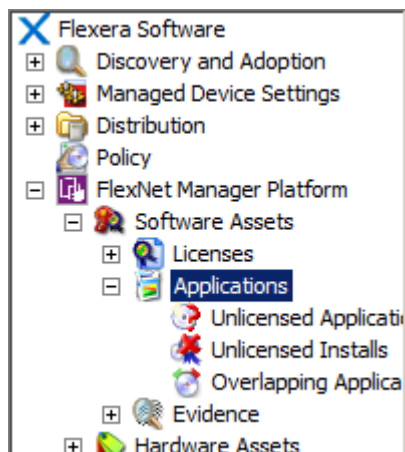 Flexera Software
Discovery and Adoption
Managed Device Settings
Distribution
Policy
FlexNet Manager Platform
Software Assets
Licenses
Applications
Unlicensed Applicati
Unlicensed Installs
Overlapping Applica
Evidence
Hardware Assets